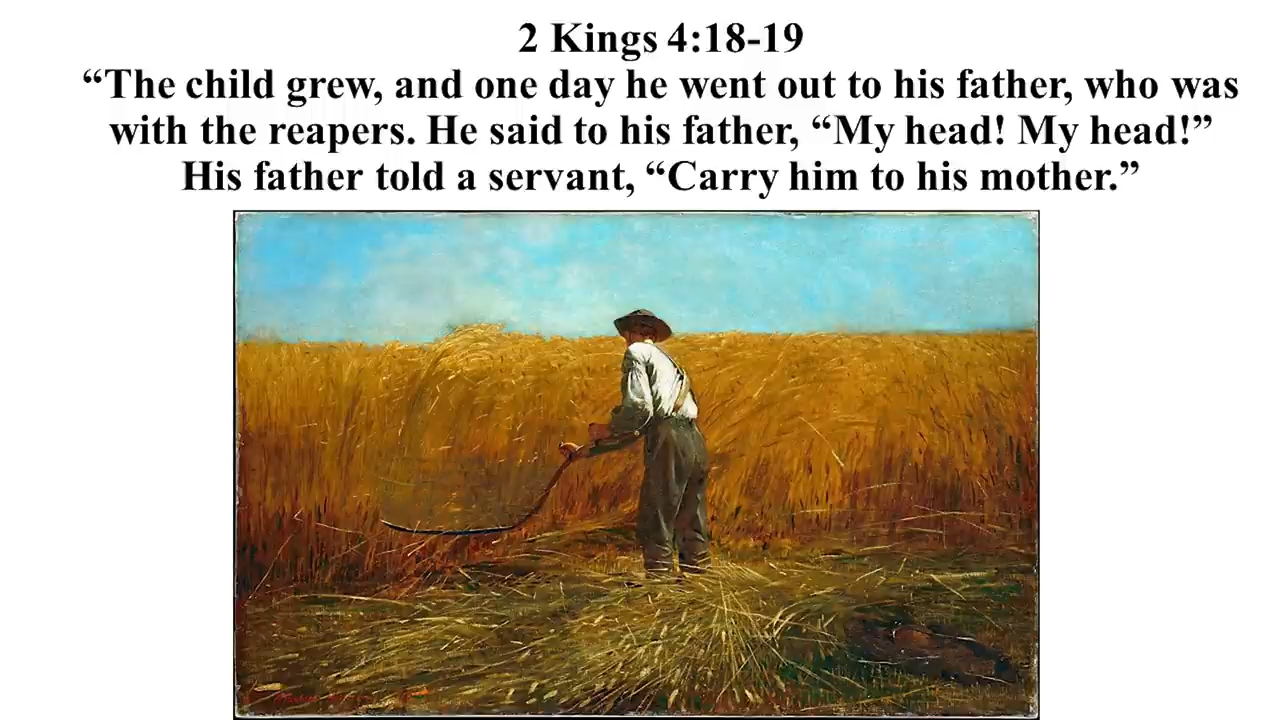 2 Kings 4:18-19
“The child grew, and one day he went out to his father, who was
with the reapers. He said to his father, “My head! My head!”
His father told a servant, “Carry him to his mother.”